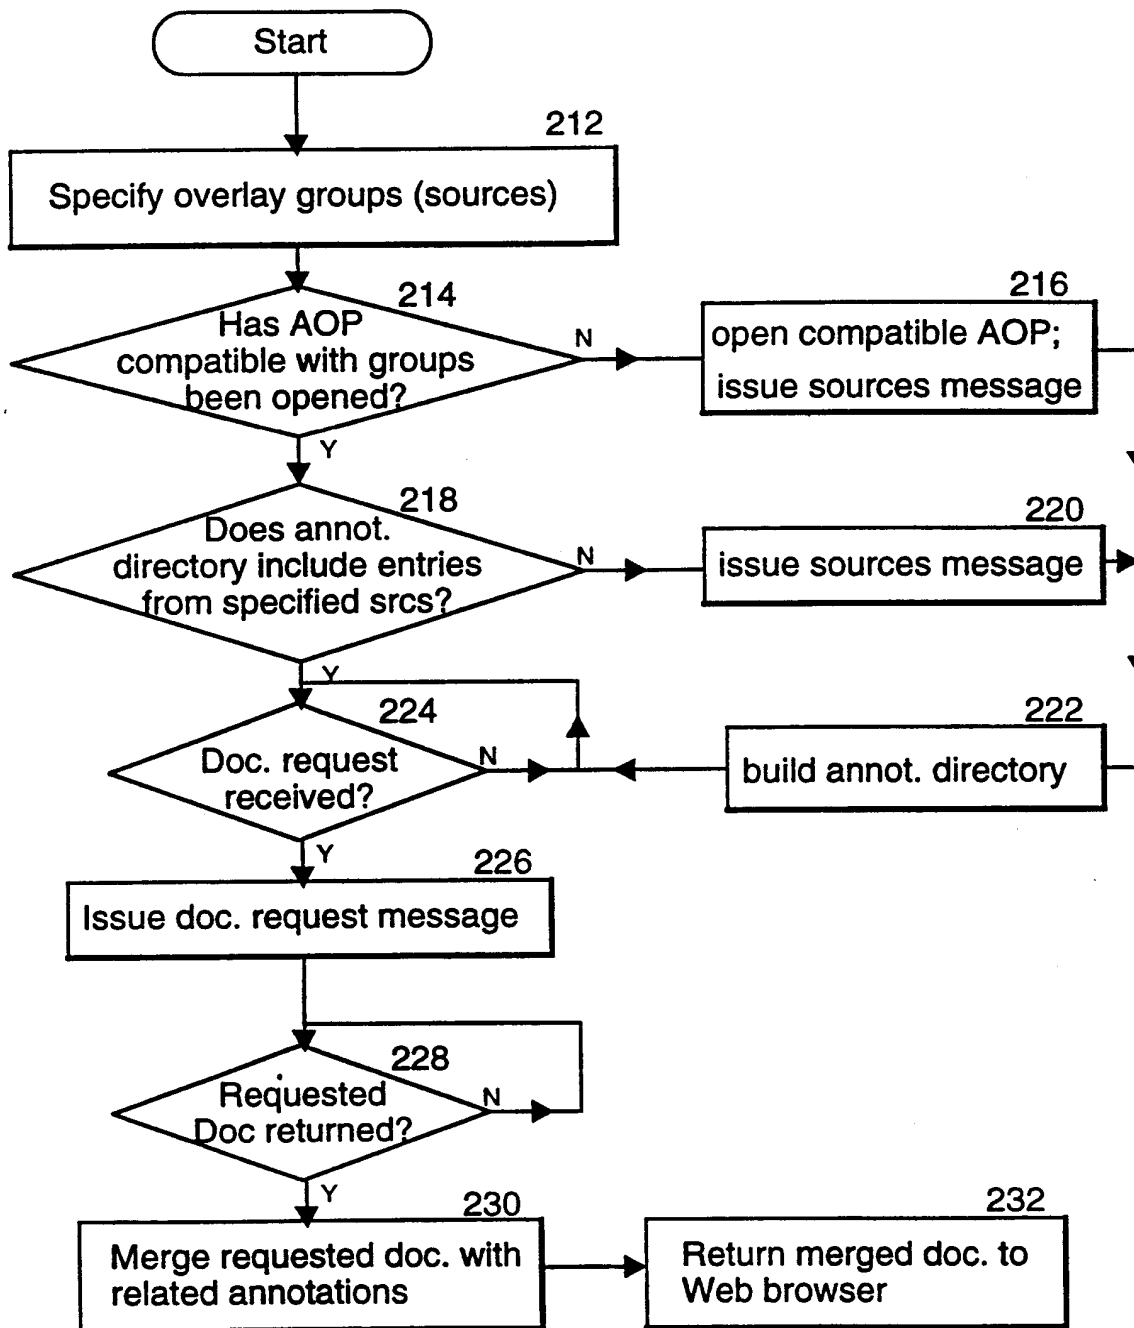 Start
212
Specify overlay groups (sources)
214
Has AOP
compatible with groups
been opened?
N
Y
216
open compatible AOP;
issue sources message
218
Does annot.
directory include entries
from specified srcs?
N
Y
220
issue sources message
224
Doc. request
received?
N
Y
222
build annot. directory
226
Issue doc. request message
228
Requested
Doc returned?
N
Y
230
Merge requested doc. with
related annotations
232
Return merged doc. to
Web browser